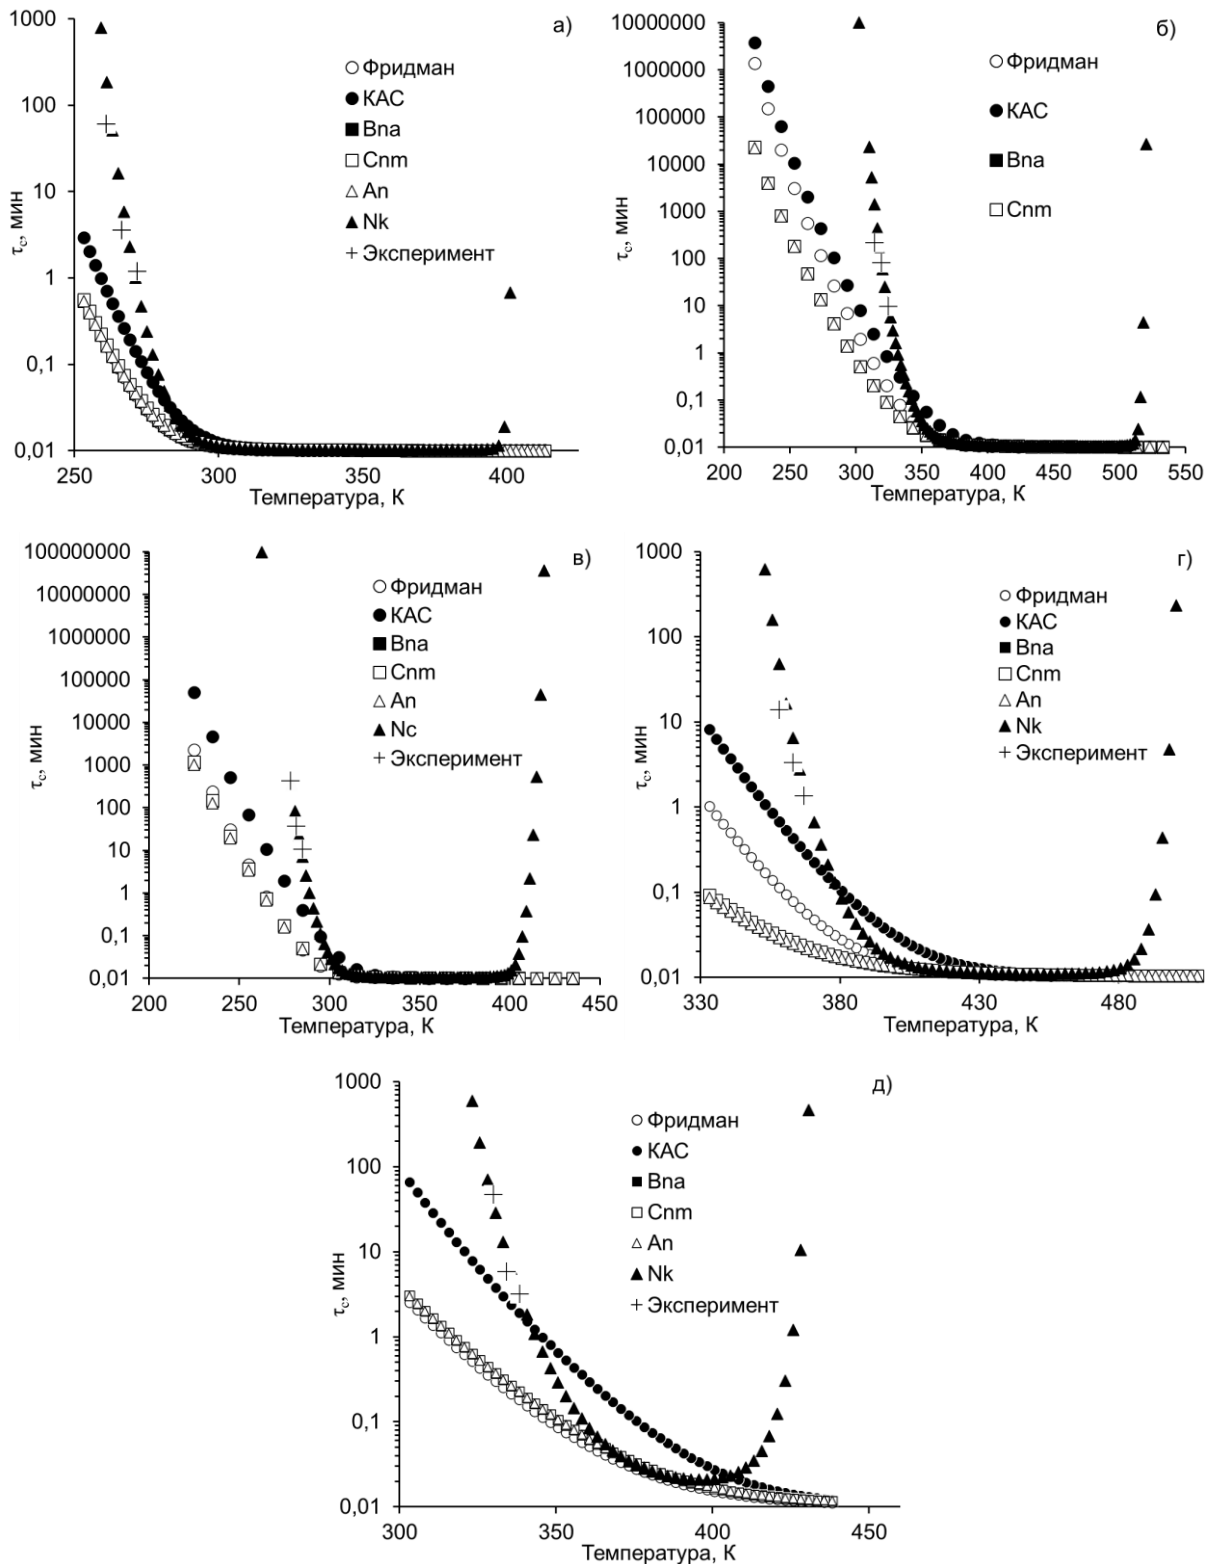 а)
1000
100
10
1
0,1
0,01
τс, мин
Фридман
КАС
Bna
Cnm
An
Nk
Эксперимент
250
300
350
400
Температура, К
б)
10000000
1000000
100000
10000
1000
100
10
1
0,1
0,01
τс, мин
Фридман
КАС
Bna
Cnm
200
250
300
350
400
450
500
550
Температура, К
в)
100000000
10000000
1000000
100000
10000
1000
100
10
1
0,1
0,01
τс, мин
Фридман
КАС
Bna
Cnm
An
Nc
Эксперимент
200
250
300
350
400
450
Температура, К
г)
1000
100
10
1
0,1
0,01
τс, мин
Фридман
КАС
Bna
Cnm
An
Nk
Эксперимент
330
380
430
480
Температура, К
д)
1000
100
10
1
0,1
0,01
τс, мин
Фридман
КАС
Bna
Cnm
An
Nk
Эксперимент
300
350
400
450
Температура, К